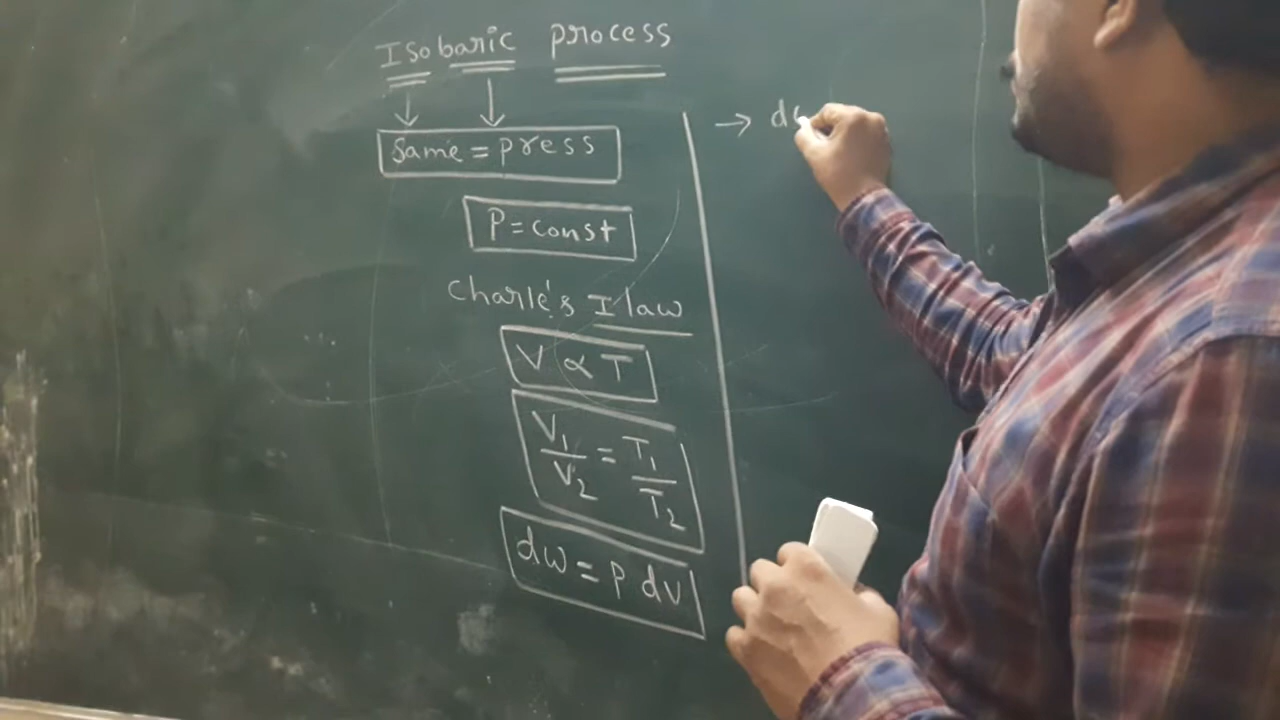 Isobaric process
same = press
P = const
Charle's I law
V ∝ T
V₁/V₂ = T₁/T₂
dw = P dv
→ d